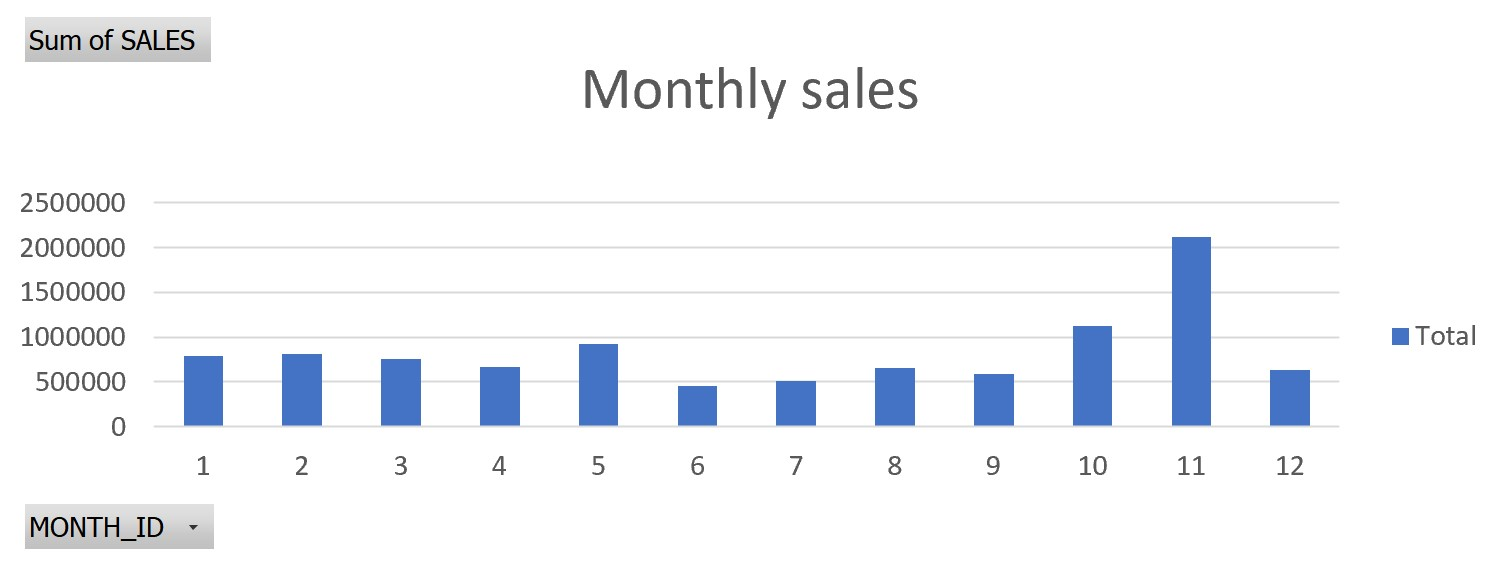 Sum of SALES
Monthly sales
2500000
2000000
1500000
1000000
500000
0
1 2 3 4 5 6 7 8 9 10 11 12
Total
MONTH_ID